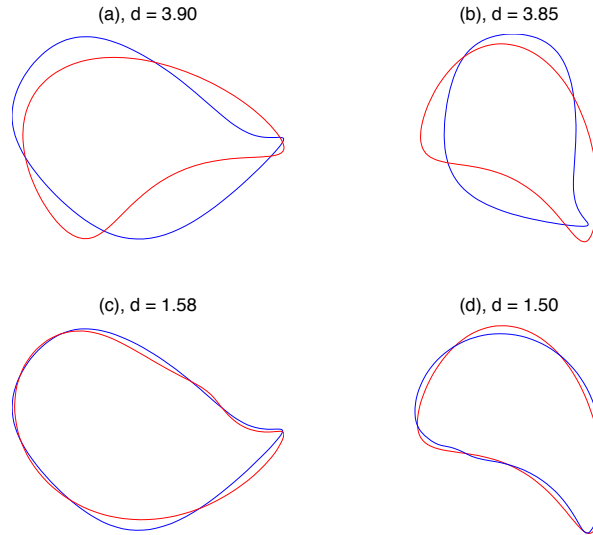 (a), d = 3.90
(b), d = 3.85
(c), d = 1.58
(d), d = 1.50